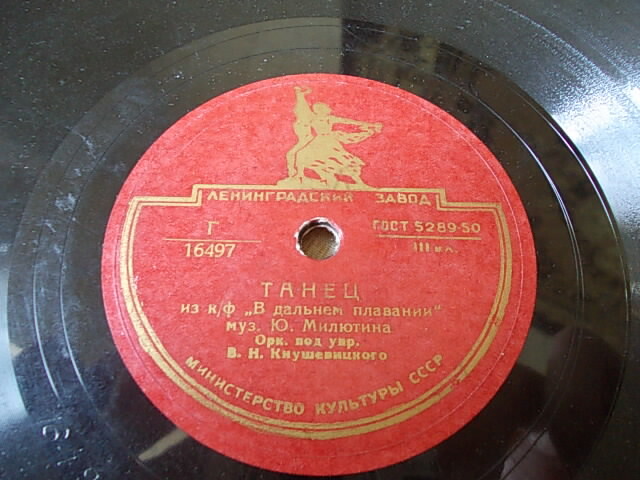 ЛЕНИНГРАДСКИЙ ЗАВОД
Г
16497
ГОСТ 5289-50
III кл.
ТАНЕЦ
из к/ф „В дальнем плавании“
муз. Ю. Милютина
Орк. под упр.
В. Н. Кнушевицкого
МИНИСТЕРСТВО КУЛЬТУРЫ СССР